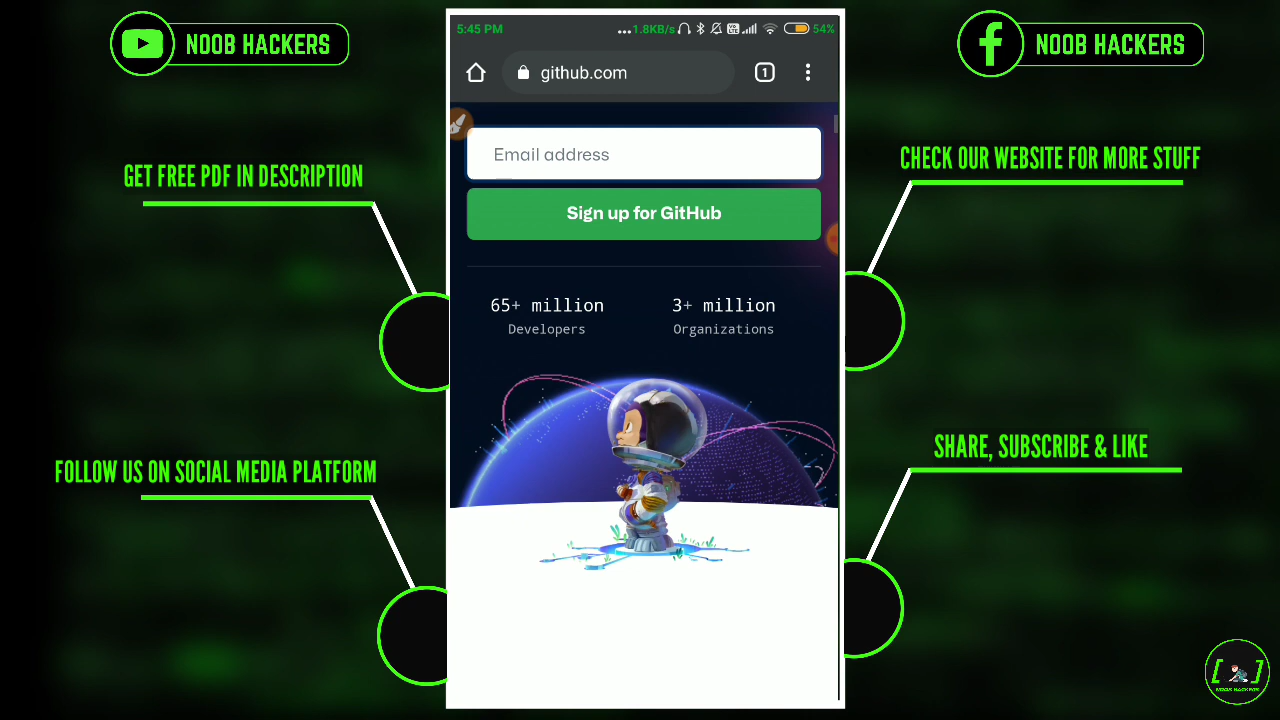 NOOB HACKERS
NOOB HACKERS
5:45 PM
...1.8KB/s
54%
github.com
1
Email address
Sign up for GitHub
65+ million
Developers
3+ million
Organizations
GET FREE PDF IN DESCRIPTION
CHECK OUR WEBSITE FOR MORE STUFF
FOLLOW US ON SOCIAL MEDIA PLATFORM
SHARE, SUBSCRIBE & LIKE
[ ]
NOOB HACKERS